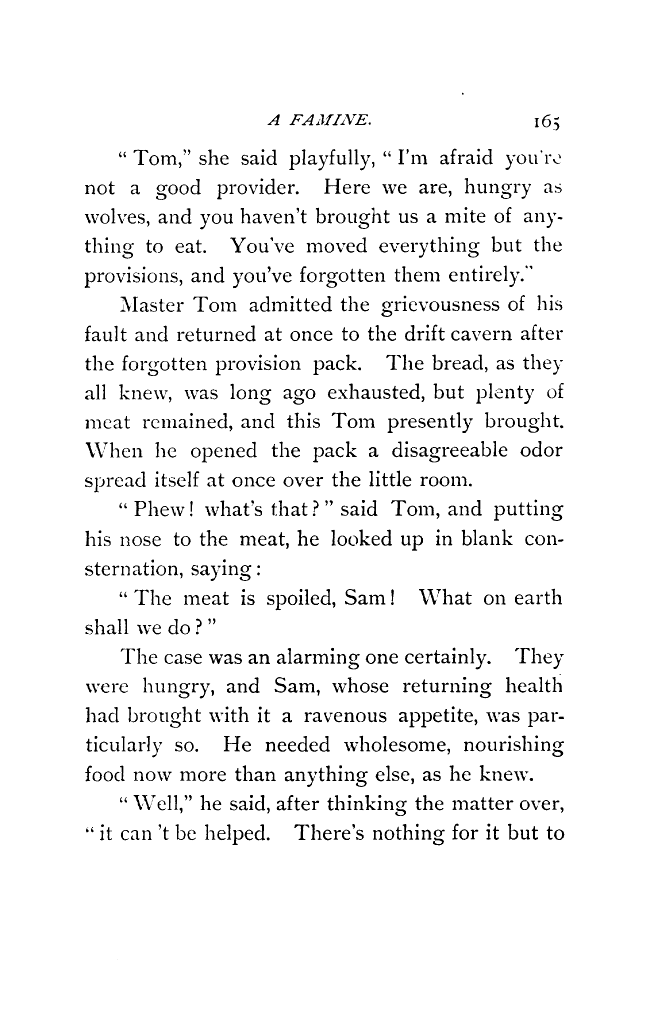 A FAMINE. 165
“ Tom,” she said playfully, “ I'm afraid you're
not a good provider. Here we are, hungry as
wolves, and you haven't brought us a mite of any-
thing to eat. You've moved everything but the
provisions, and you've forgotten them entirely.”
Master Tom admitted the grievousness of his
fault and returned at once to the drift cavern after
the forgotten provision pack. The bread, as they
all knew, was long ago exhausted, but plenty of
meat remained, and this Tom presently brought.
When he opened the pack a disagreeable odor
spread itself at once over the little room.
“ Phew! what's that? ” said Tom, and putting
his nose to the meat, he looked up in blank con-
sternation, saying :
“ The meat is spoiled, Sam! What on earth
shall we do? ”
The case was an alarming one certainly. They
were hungry, and Sam, whose returning health
had brought with it a ravenous appetite, was par-
ticularly so. He needed wholesome, nourishing
food now more than anything else, as he knew.
“ Well,” he said, after thinking the matter over,
“ it can 't be helped. There's nothing for it but to